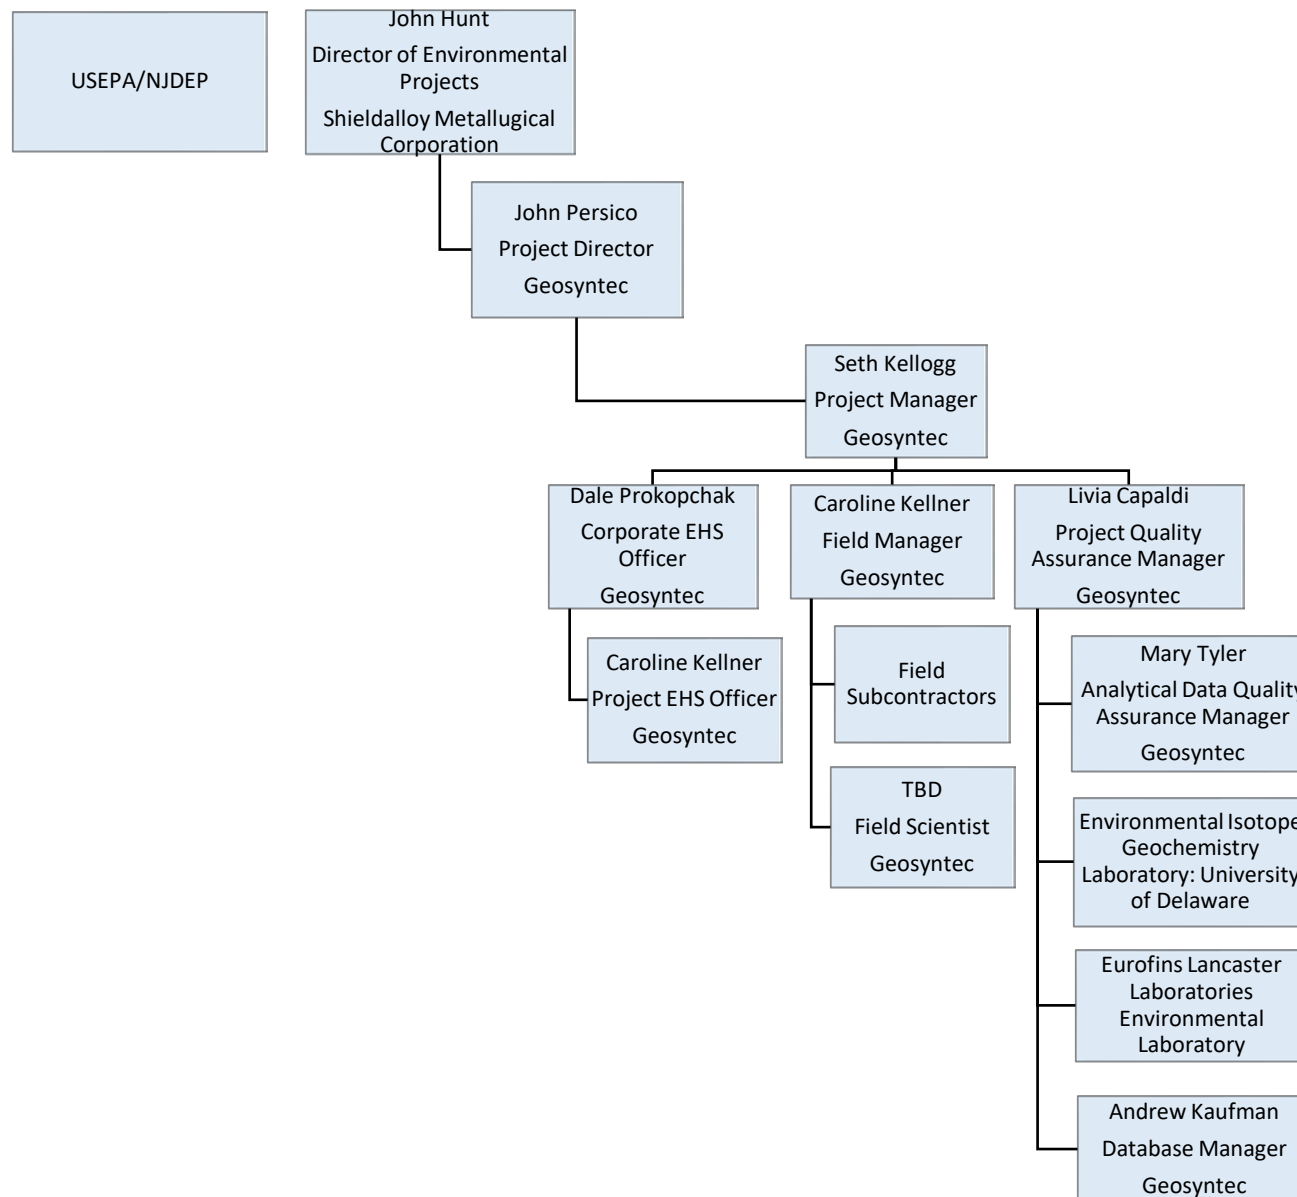 USEPA/NJDEP
John Hunt
Director of Environmental
Projects
Shieldalloy Metallugical
Corporation
John Persico
Project Director
Geosyntec
Seth Kellogg
Project Manager
Geosyntec
Dale Prokopchak
Corporate EHS
Officer
Geosyntec
Caroline Kellner
Project EHS Officer
Geosyntec
Caroline Kellner
Field Manager
Geosyntec
Field
Subcontractors
TBD
Field Scientist
Geosyntec
Livia Capaldi
Project Quality
Assurance Manager
Geosyntec
Mary Tyler
Analytical Data Quality
Assurance Manager
Geosyntec
Environmental Isotope
Geochemistry
Laboratory: University
of Delaware
Eurofins Lancaster
Laboratories
Environmental
Laboratory
Andrew Kaufman
Database Manager
Geosyntec